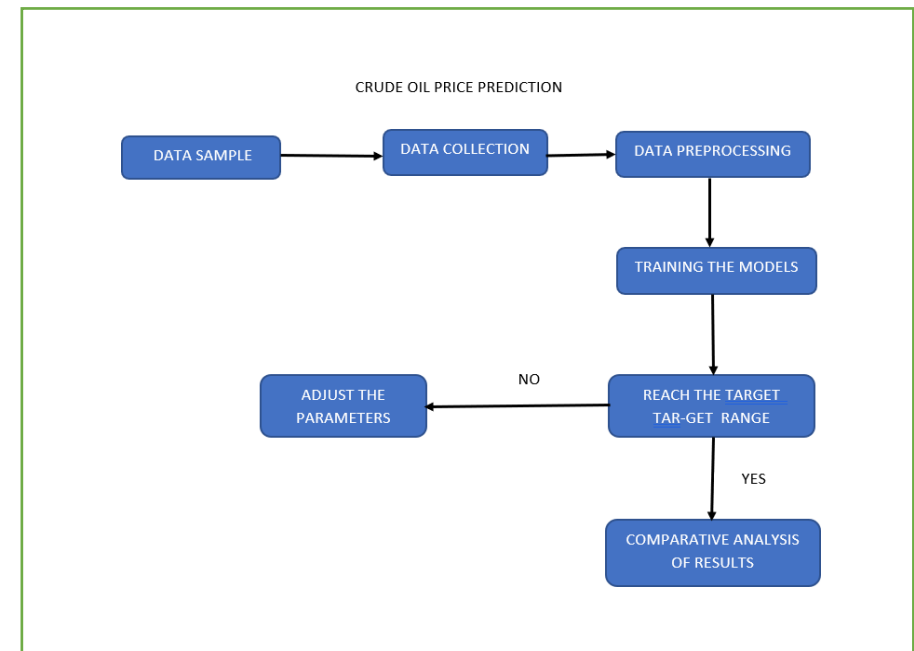 CRUDE OIL PRICE PREDICTION
DATA SAMPLE
DATA COLLECTION
DATA PREPROCESSING
TRAINING THE MODELS
REACH THE TARGET
TAR-GET RANGE
NO
ADJUST THE
PARAMETERS
YES
COMPARATIVE ANALYSIS
OF RESULTS